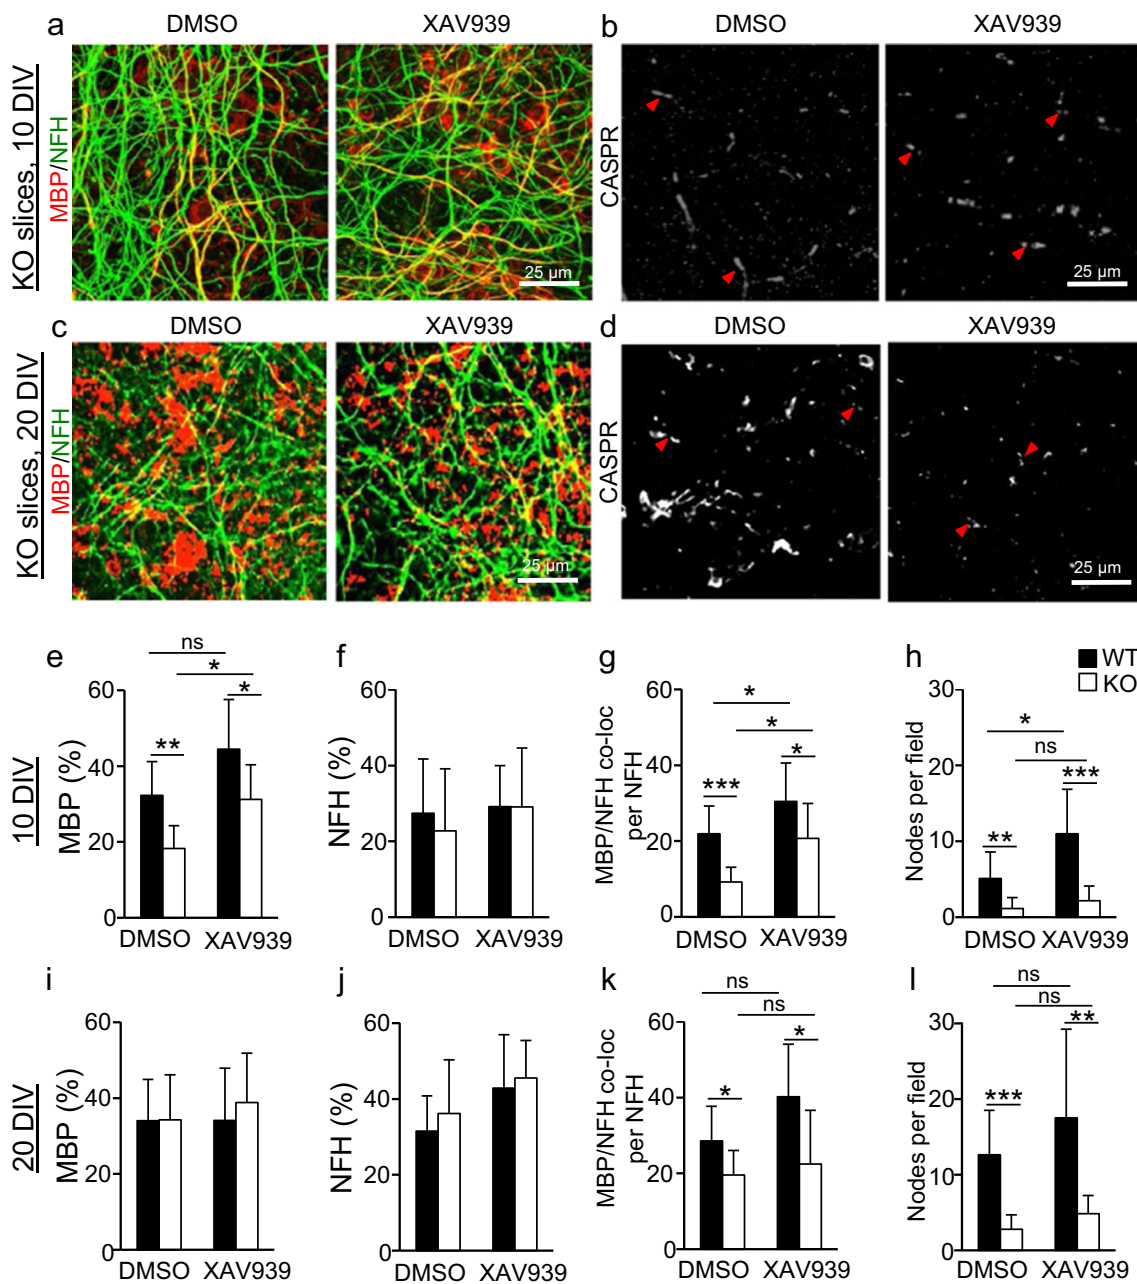 a
DMSO
XAV939
b
DMSO
XAV939
KO slices, 10 DIV
MBP/NFH
25 µm
CASPR
25 µm
c
DMSO
XAV939
d
DMSO
XAV939
KO slices, 20 DIV
MBP/NFH
25 µm
CASPR
25 µm
10 DIV
e
ns
*
*
**
60
40
20
0
MBP (%)
DMSO
XAV939
f
60
40
20
0
NFH (%)
DMSO
XAV939
g
*
*
*
***
60
40
20
0
MBP/NFH co-loc
per NFH
DMSO
XAV939
h
WT
KO
*
ns
***
**
30
20
10
0
Nodes per field
DMSO
XAV939
20 DIV
i
60
40
20
0
MBP (%)
DMSO
XAV939
j
60
40
20
0
NFH (%)
DMSO
XAV939
k
ns
ns
*
*
60
40
20
0
MBP/NFH co-loc
per NFH
DMSO
XAV939
l
ns
ns
**
***
30
20
10
0
Nodes per field
DMSO
XAV939